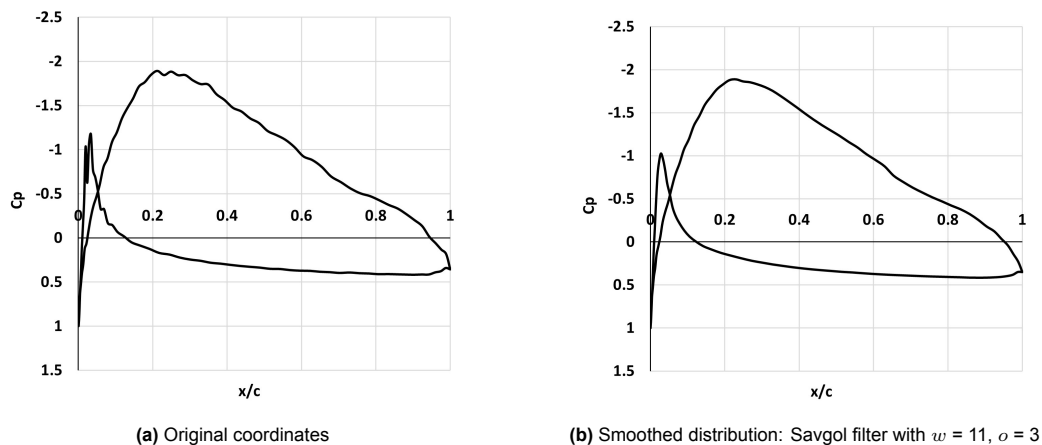 -2.5
-2
-1.5
-1
-0.5
0
0.5
1
1.5
Cp
0 0.2 0.4 0.6 0.8 1
x/c
(a) Original coordinates
-2.5
-2
-1.5
-1
-0.5
0
0.5
1
1.5
Cp
0 0.2 0.4 0.6 0.8 1
x/c
(b) Smoothed distribution: Savgol filter with w = 11, o = 3